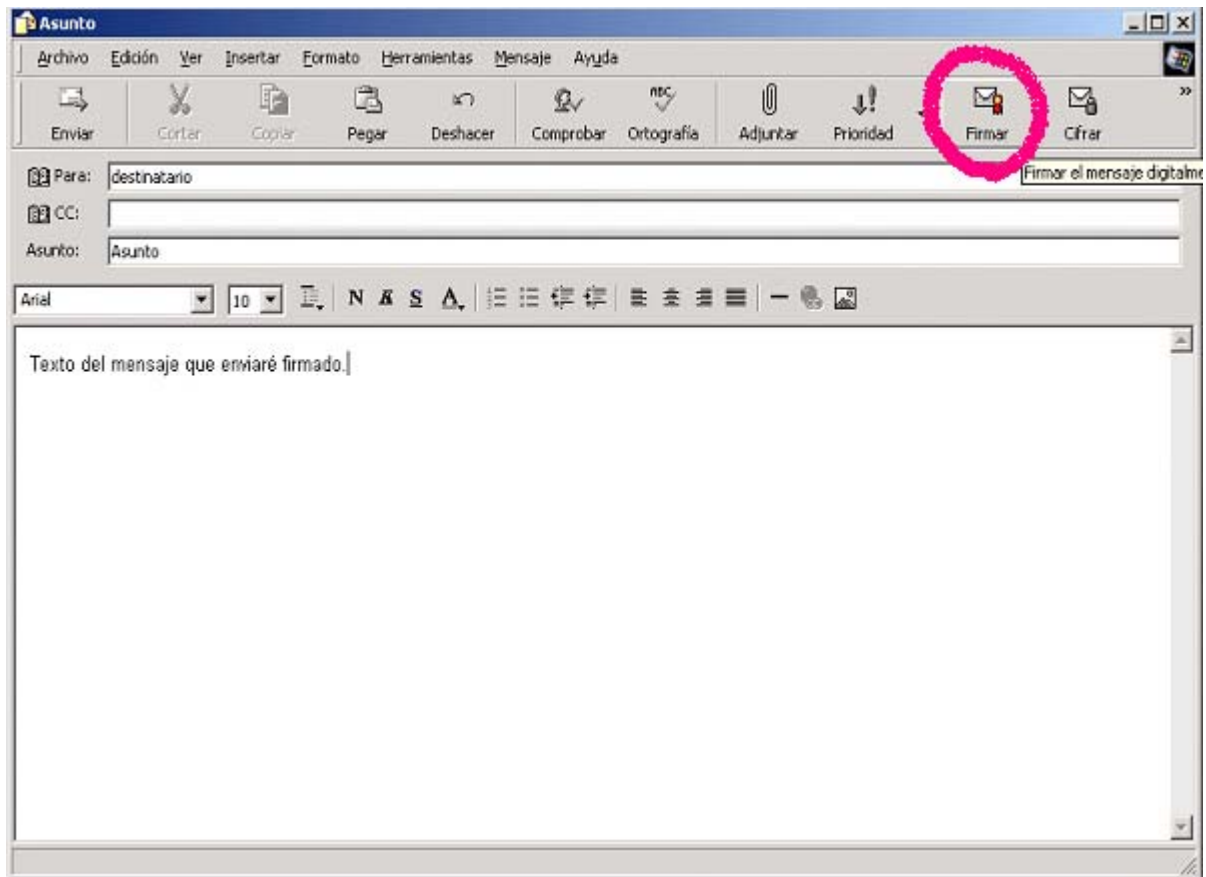 Asunto
Archivo Edición Ver Insertar Formato Herramientas Mensaje Ayuda
Enviar Cortar Copiar Pegar Deshacer Comprobar Ortografía Adjuntar Prioridad Firmar Cifrar
Para: destinatario
Firmar el mensaje digitalme
CC:
Asunto: Asunto
Arial 10 N K S A
Texto del mensaje que enviaré firmado.